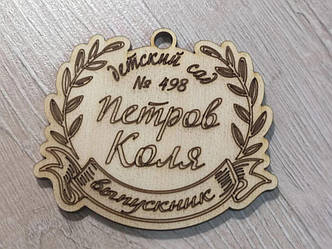 Детский сад
№ 498
Петров
Коля
выпускник